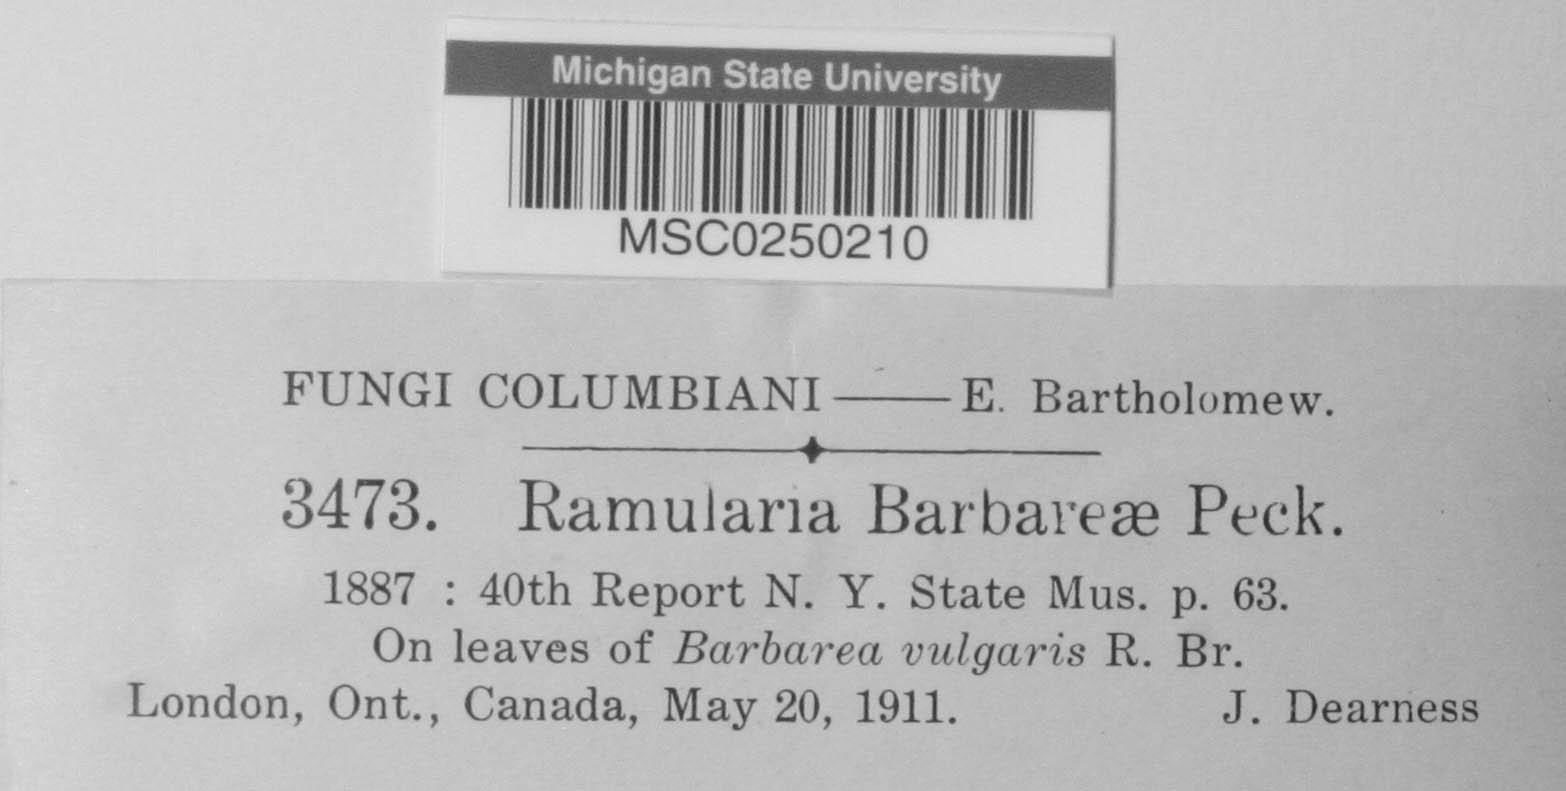 Michigan State University
MSC0250210
FUNGI COLUMBIANI——E. Bartholomew.
3473. Ramularia Barbareæ Peck.
1887 : 40th Report N. Y. State Mus. p. 63.
On leaves of Barbarea vulgaris R. Br.
London, Ont., Canada, May 20, 1911. J. Dearness